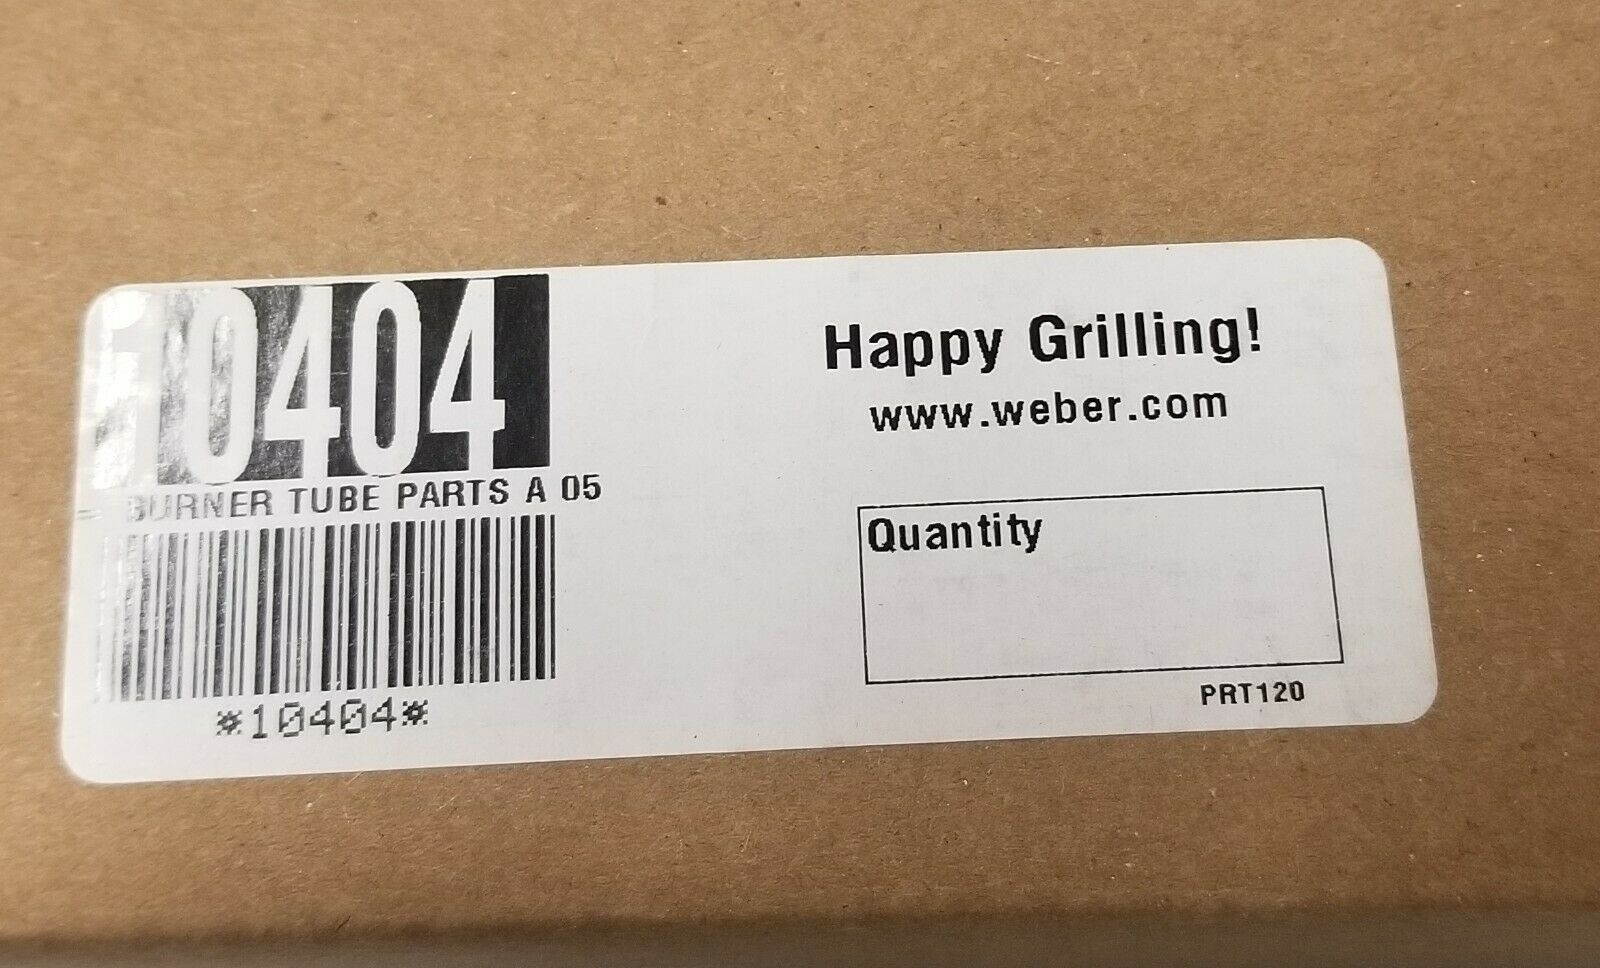 10404
BURNER TUBE PARTS A 05
*10404*
Happy Grilling!
www.weber.com
Quantity
PRT120